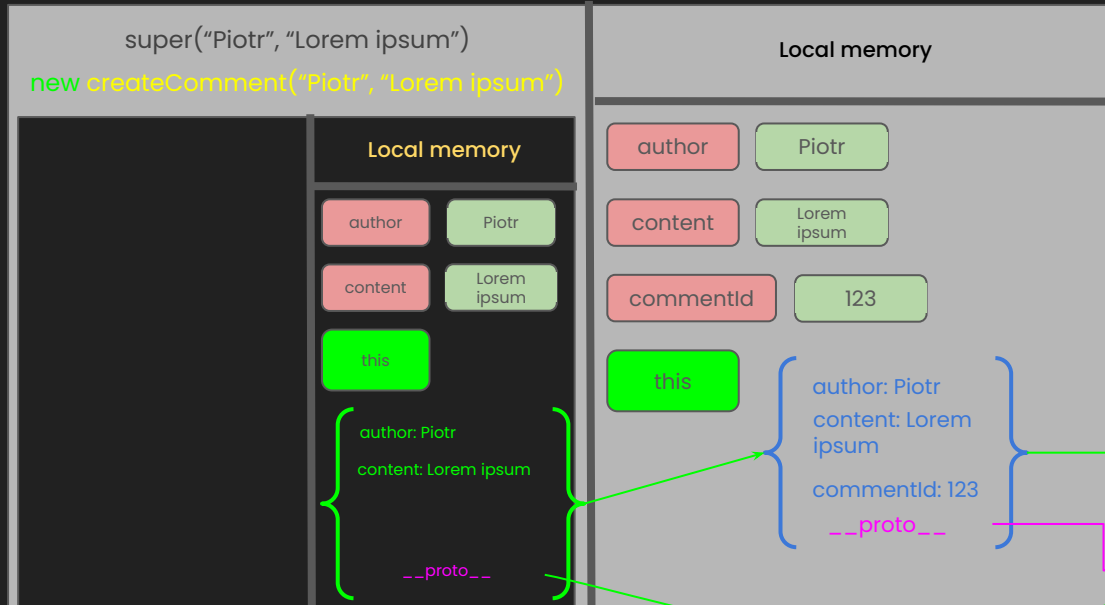 super(“Piotr”, “Lorem ipsum”)
new createComment(“Piotr”, “Lorem ipsum”)
Local memory
author
Piotr
content
Lorem
ipsum
this
author: Piotr
content: Lorem ipsum
__proto__
Local memory
author
Piotr
content
Lorem
ipsum
commentId
123
this
author: Piotr
content: Lorem
ipsum
commentId: 123
__proto__